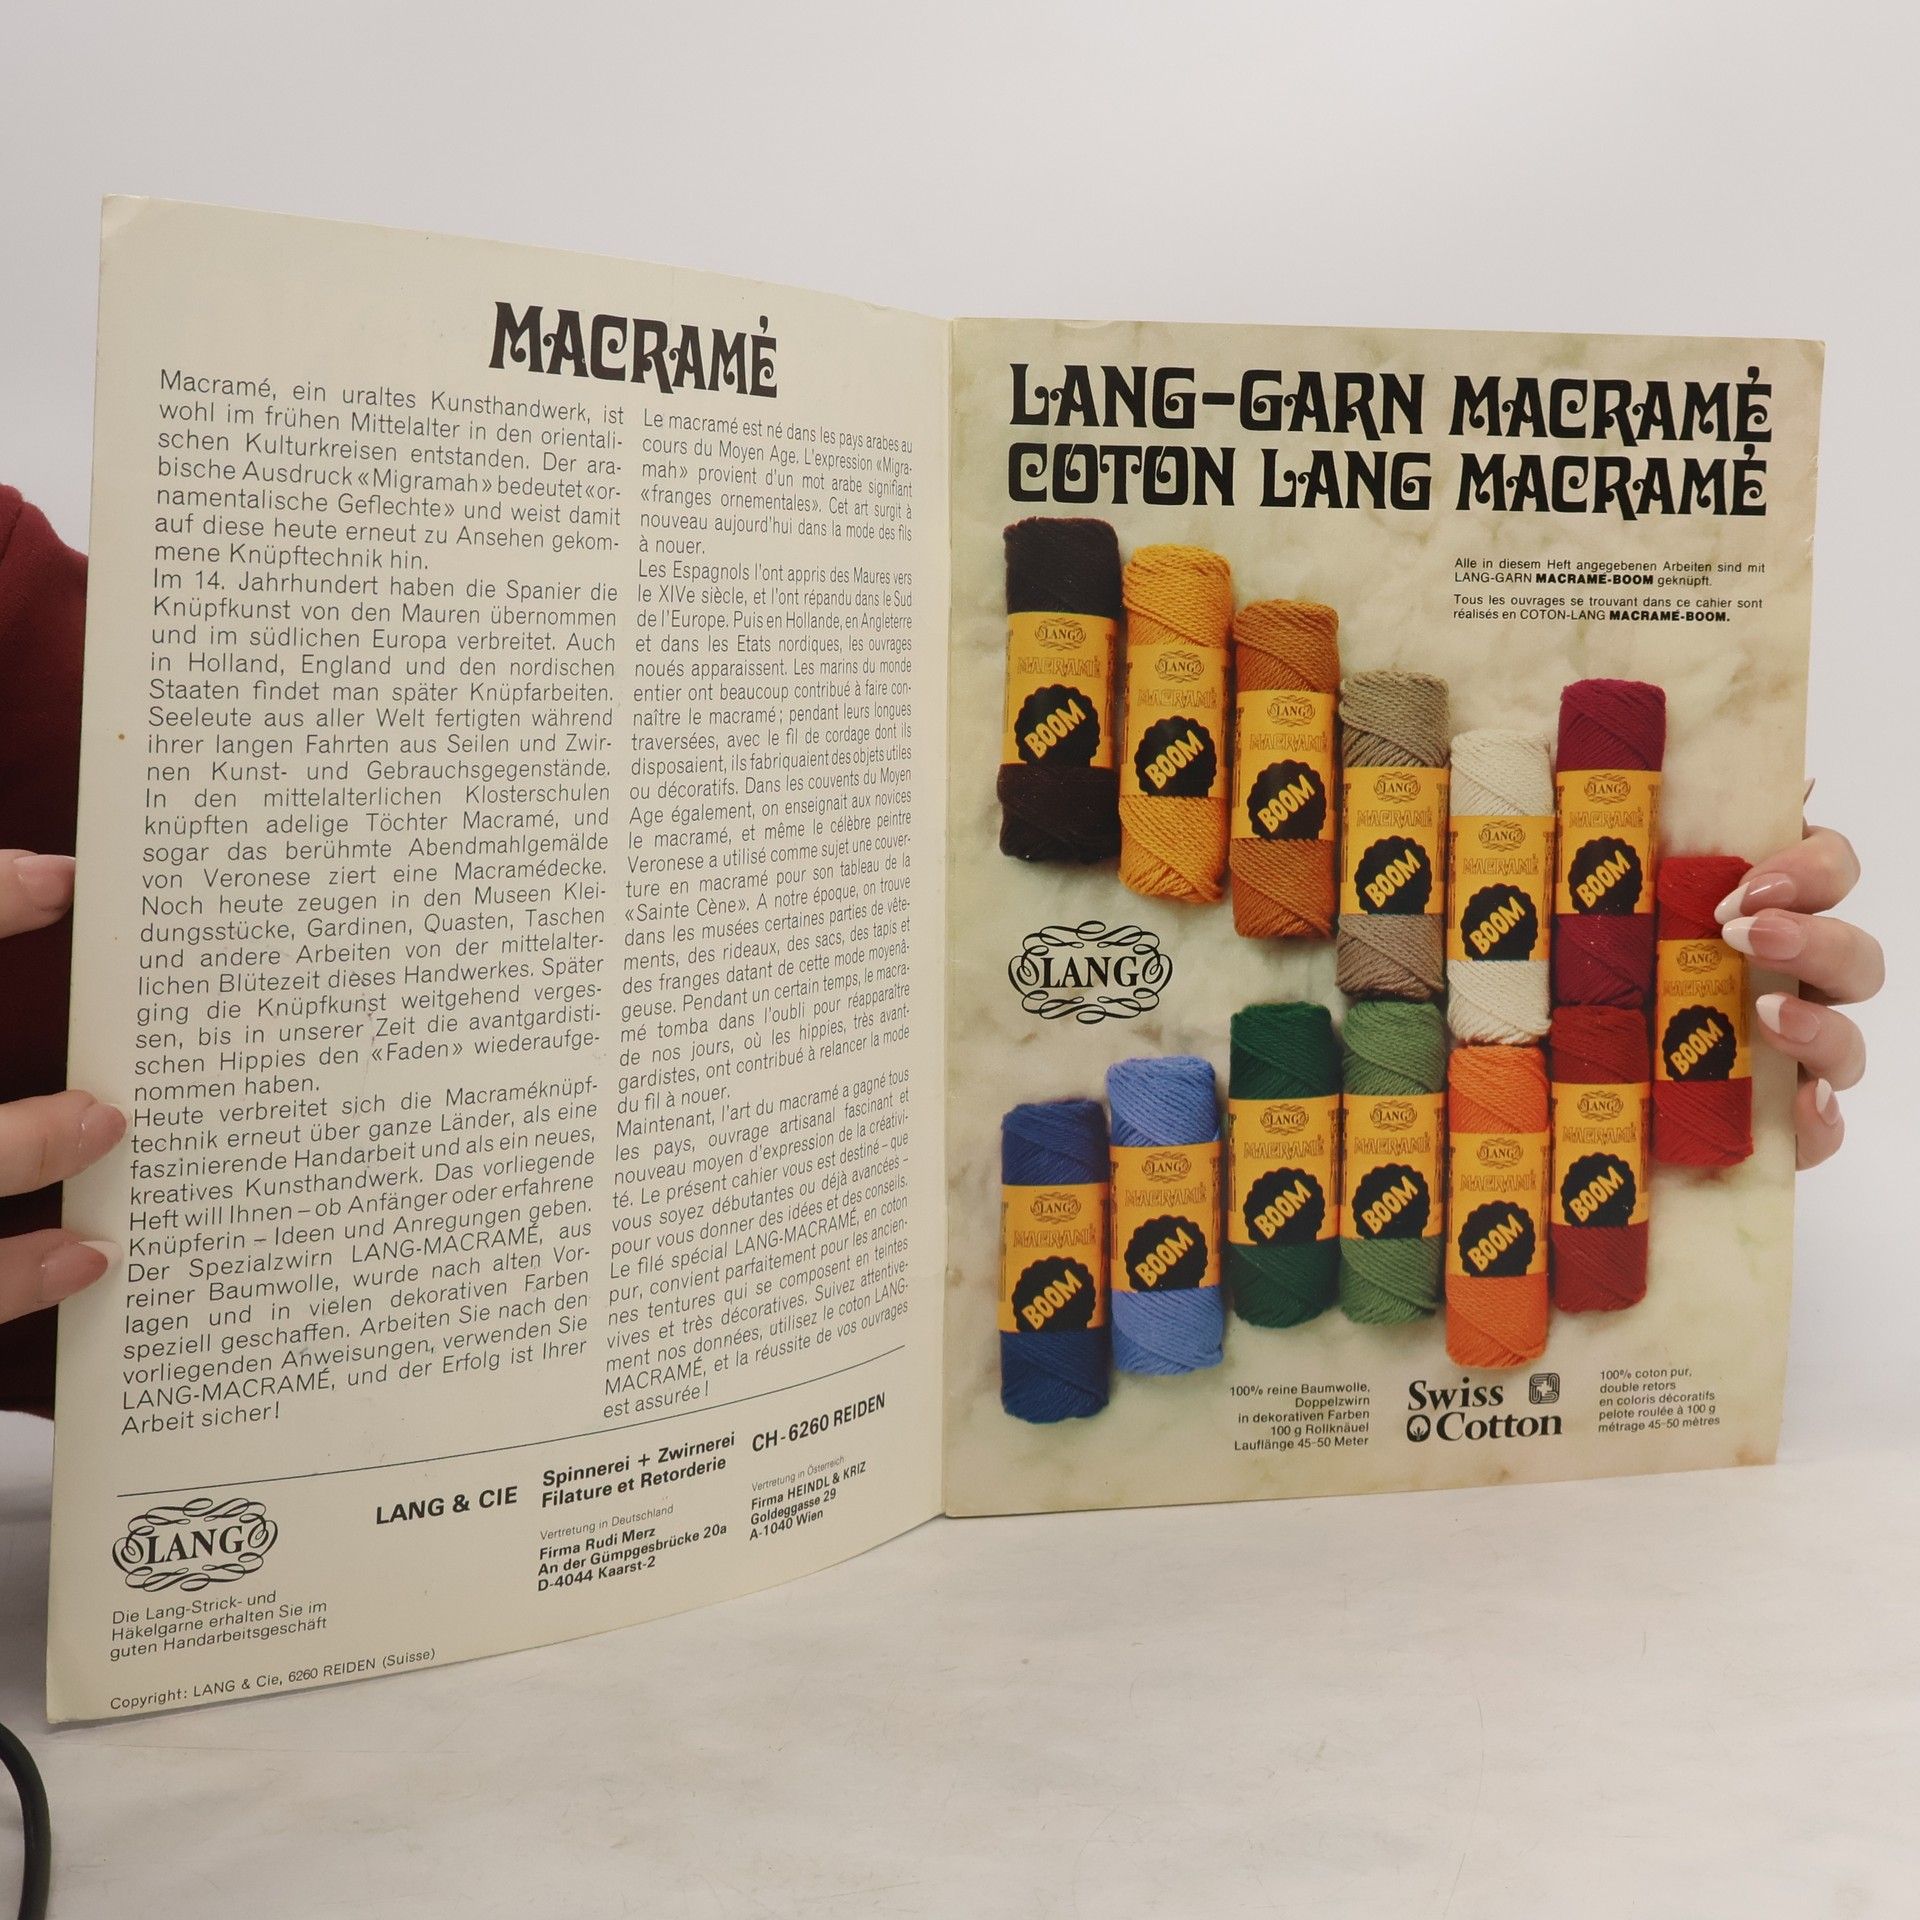 MACRAMÉ
Macramé, ein uraltes Kunsthandwerk, ist
wohl im frühen Mittelalter in den orientali-
schen Kulturkreisen entstanden. Der ara-
bische Ausdruck «Migramah» bedeutet «or-
namentalische Geflechte» und weist damit
auf diese heute erneut zu Ansehen gekom-
mene Knüpftechnik hin.
Im 14. Jahrhundert haben die Spanier die
Knüpfkunst von den Mauren übernommen
und im südlichen Europa verbreitet. Auch
in Holland, England und den nordischen
Staaten findet man später Knüpfarbeiten.
Seeleute aus aller Welt fertigten während
ihrer langen Fahrten aus Seilen und Zwir-
nen Kunst- und Gebrauchsgegenstände.
In den mittelalterlichen Klosterschulen
knüpften adelige Töchter Macramé, und
sogar das berühmte Abendmahlgemälde
von Veronese ziert eine Macramédecke.
Noch heute zeugen in den Museen Klei-
dungsstücke, Gardinen, Quasten, Taschen
und andere Arbeiten von der mittelalter-
lichen Blütezeit dieses Handwerkes. Später
ging die Knüpfkunst weitgehend verges-
sen, bis in unserer Zeit die avantgardisti-
schen Hippies den «Faden» wiederaufge-
nommen haben.
Heute verbreitet sich die Macraméknüpf-
technik erneut über ganze Länder, als eine
faszinierende Handarbeit und als ein neues,
kreatives Kunsthandwerk. Das vorliegende
Heft will Ihnen – ob Anfänger oder erfahrene
Knüpferin – Ideen und Anregungen geben.
Der Spezialzwirn LANG-MACRAMÉ, aus
reiner Baumwolle, wurde nach alten Vor-
lagen und in vielen dekorativen Farben
speziell geschaffen. Arbeiten Sie nach den
vorliegenden Anweisungen, verwenden Sie
LANG-MACRAMÉ, und der Erfolg ist Ihrer
Arbeit sicher!
Le macramé est né dans les pays arabes au
cours du Moyen Age. L'expression «Migra-
mah» provient d'un mot arabe signifiant
«franges ornementales». Cet art surgit à
nouveau aujourd'hui dans la mode des fils
à nouer.
Les Espagnols l'ont appris des Maures vers
le XIVe siècle, et l'ont répandu dans le Sud
de l'Europe. Puis en Hollande, en Angleterre
et dans les Etats nordiques, les ouvrages
noués apparaissent. Les marins du monde
entier ont beaucoup contribué à faire con-
naître le macramé; pendant leurs longues
traversées, avec le fil de cordage dont ils
disposaient, ils fabriquaient des objets utiles
ou décoratifs. Dans les couvents du Moyen
Age également, on enseignait aux novices
le macramé, et même le célèbre peintre
Veronese a utilisé comme sujet une couver-
ture en macramé pour son tableau de la
«Sainte Cène». A notre époque, on trouve
dans les musées certaines parties de vête-
ments, des rideaux, des sacs, des tapis et
des franges datant de cette mode moyenâ-
geuse. Pendant un certain temps, le macra-
mé tomba dans l'oubli pour réapparaître
de nos jours, où les hippies, très avant-
gardistes, ont contribué à relancer la mode
du fil à nouer.
Maintenant, l'art du macramé a gagné tous
les pays, ouvrage artisanal fascinant et
nouveau moyen d'expression de la créativi-
té. Le présent cahier vous est destiné – que
vous soyez débutantes ou déjà avancées –
pour vous donner des idées et des conseils.
Le filé spécial LANG-MACRAMÉ, en coton
pur, convient parfaitement pour les ancien-
nes tentures qui se composent en teintes
vives et très décoratives. Suivez attentive-
ment nos données, utilisez le coton LANG-
MACRAMÉ, et la réussite de vos ouvrages
est assurée!
LANG
Die Lang-Strick- und
Häkelgarne erhalten Sie im
guten Handarbeitsgeschäft
LANG & CIE
Spinnerei + Zwirnerei
Filature et Retorderie
CH-6260 REIDEN
Vertretung in Deutschland
Firma Rudi Merz
An der Gümpgesbrücke 20a
D-4044 Kaarst-2
Vertretung in Österreich
Firma HEINDL & KRIZ
Goldeggasse 29
A-1040 Wien
Copyright: LANG & Cie, 6260 REIDEN (Suisse)
LANG-GARN MACRAMÉ
COTON LANG MACRAMÉ
Alle in diesem Heft angegebenen Arbeiten sind mit
LANG-GARN MACRAMÉ-BOOM geknüpft.
Tous les ouvrages se trouvant dans ce cahier sont
réalisés en COTON-LANG MACRAMÉ-BOOM.
LANG
MACRAMÉ
BOOM
LANG
MACRAMÉ
BOOM
LANG
MACRAMÉ
BOOM
LANG
MACRAMÉ
BOOM
LANG
MACRAMÉ
BOOM
LANG
MACRAMÉ
BOOM
LANG
MACRAMÉ
BOOM
LANG
LANG
MACRAMÉ
BOOM
LANG
MACRAMÉ
BOOM
LANG
MACRAMÉ
BOOM
LANG
MACRAMÉ
BOOM
LANG
MACRAMÉ
BOOM
LANG
MACRAMÉ
BOOM
100% reine Baumwolle,
Doppelzwirn
in dekorativen Farben
100 g Rollknäuel
Lauflänge 45-50 Meter
Swiss
Cotton
100% coton pur,
double retors
en coloris décoratifs
pelote roulée à 100 g
métrage 45-50 mètres